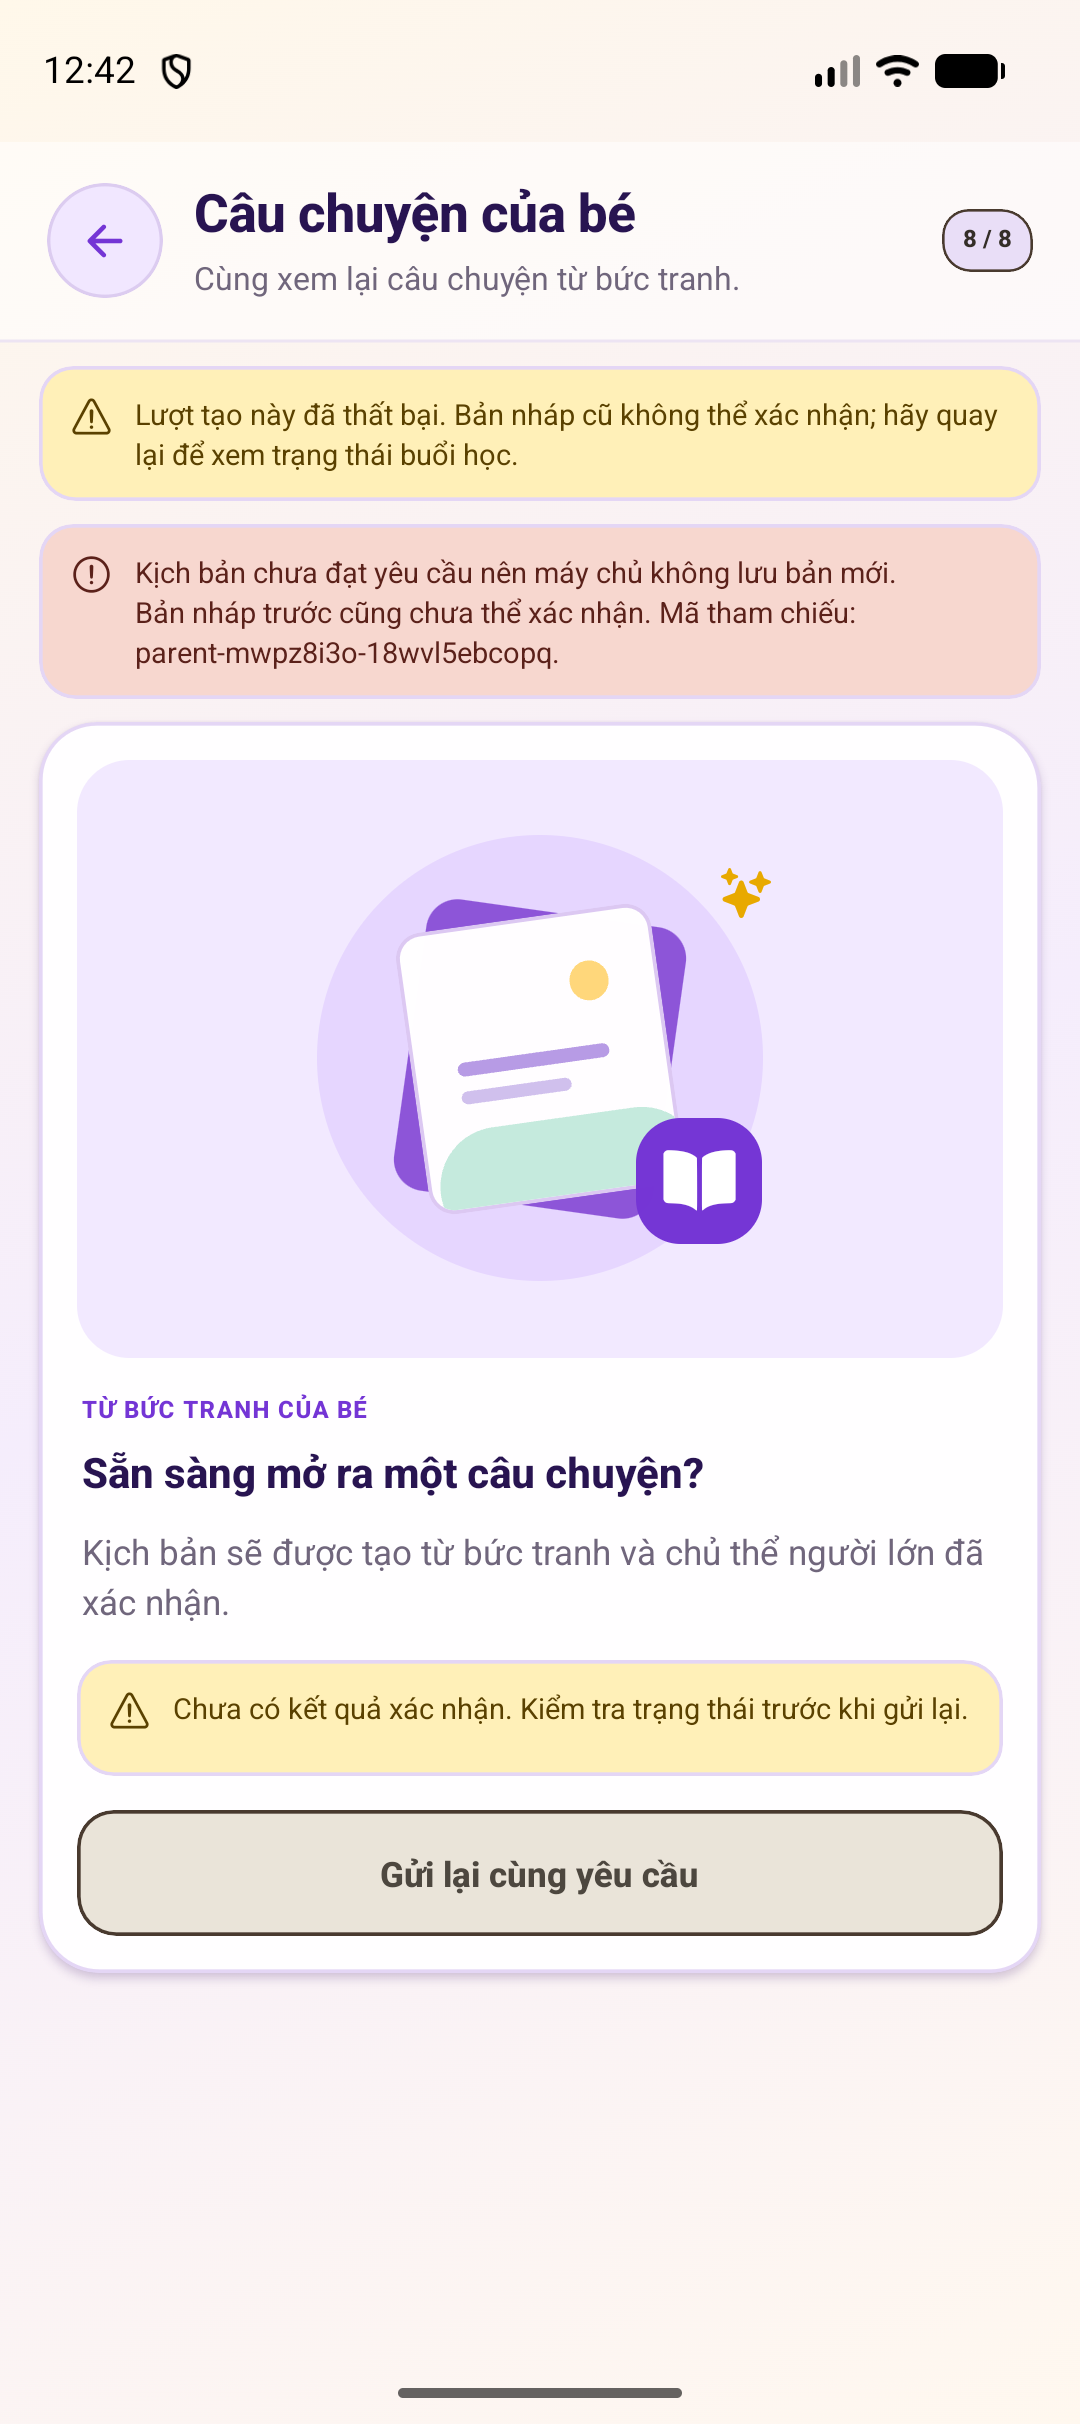 12:42
Câu chuyện của bé
Cùng xem lại câu chuyện từ bức tranh.
8 / 8
Lượt tạo này đã thất bại. Bản nháp cũ không thể xác nhận; hãy quay
lại để xem trạng thái buổi học.
Kịch bản chưa đạt yêu cầu nên máy chủ không lưu bản mới.
Bản nháp trước cũng chưa thể xác nhận. Mã tham chiếu:
parent-mwpz8i3o-18wvl5ebcopq.
TỪ BỨC TRANH CỦA BÉ
Sẵn sàng mở ra một câu chuyện?
Kịch bản sẽ được tạo từ bức tranh và chủ thể người lớn đã
xác nhận.
Chưa có kết quả xác nhận. Kiểm tra trạng thái trước khi gửi lại.
Gửi lại cùng yêu cầu